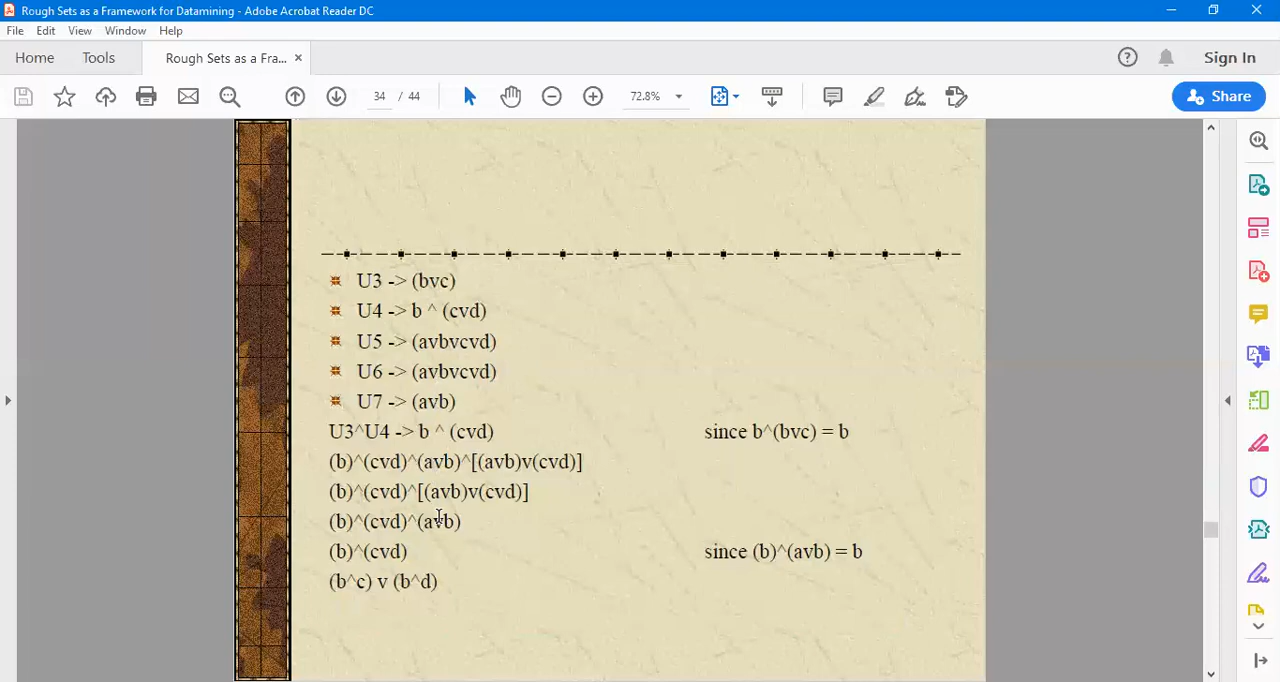 Rough Sets as a Framework for Datamining - Adobe Acrobat Reader DC
File Edit View Window Help
Home Tools Rough Sets as a Fra... × Sign In
34 / 44 72.8% Share
U3 -> (bvc)
U4 -> b ^ (cvd)
U5 -> (avbvcvd)
U6 -> (avbvcvd)
U7 -> (avb)
U3^U4 -> b ^ (cvd) since b^(bvc) = b
(b)^(cvd)^(avb)^[(avb)v(cvd)]
(b)^(cvd)^[(avb)v(cvd)]
(b)^(cvd)^(avb)
(b)^(cvd) since (b)^(avb) = b
(b^c) v (b^d)